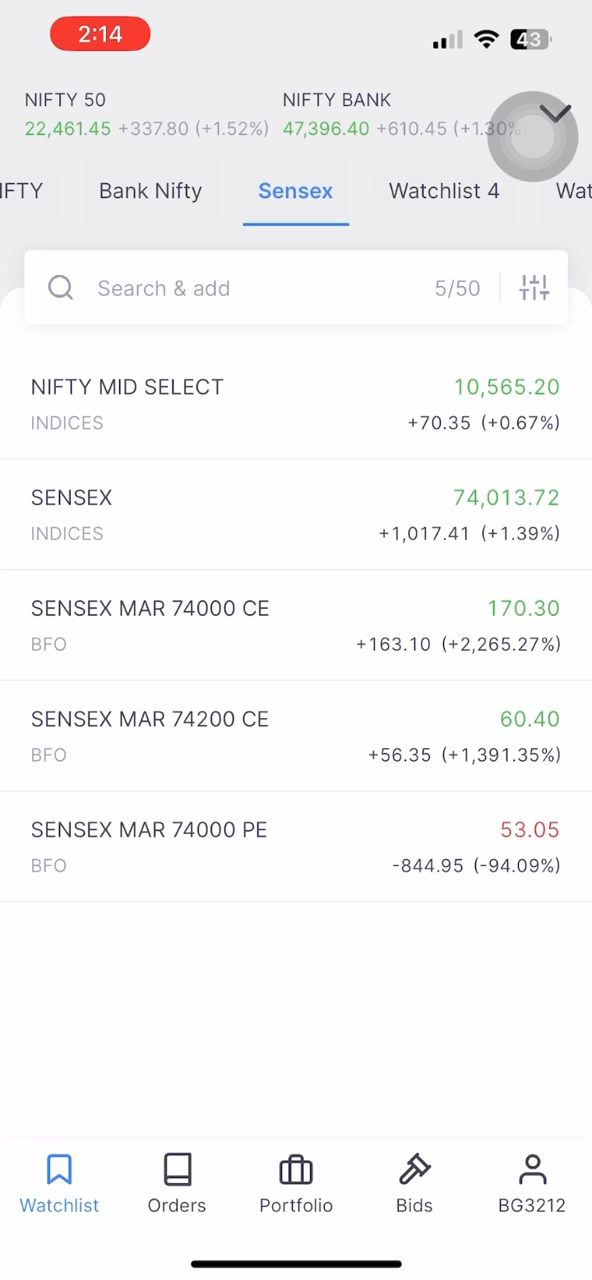 2:14
43
NIFTY 50
NIFTY BANK
22,461.45 +337.80 (+1.52%)
47,396.40 +610.45 (+1.30%
IFTY
Bank Nifty
Sensex
Watchlist 4
Wat
Search & add
5/50
NIFTY MID SELECT
10,565.20
INDICES
+70.35 (+0.67%)
SENSEX
74,013.72
INDICES
+1,017.41 (+1.39%)
SENSEX MAR 74000 CE
170.30
BFO
+163.10 (+2,265.27%)
SENSEX MAR 74200 CE
60.40
BFO
+56.35 (+1,391.35%)
SENSEX MAR 74000 PE
53.05
BFO
-844.95 (-94.09%)
Watchlist
Orders
Portfolio
Bids
BG3212